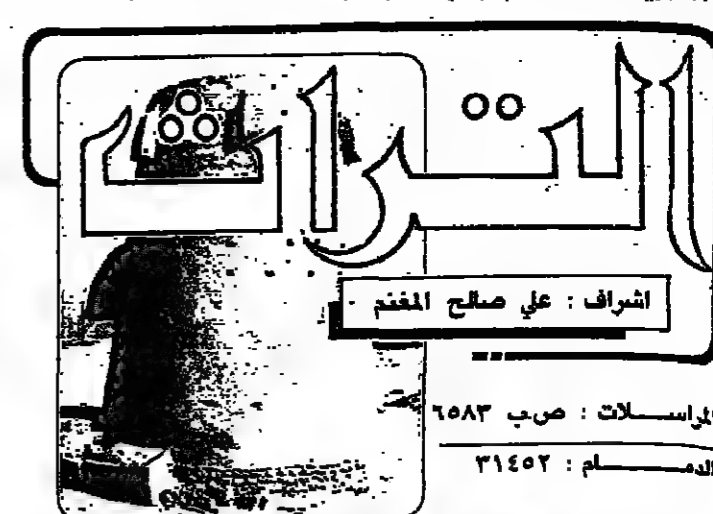 التراث
اشراف : علي صالح المغنم
المراسلات : ص.ب ٦٥٨٣
الدمام : ٣١٤٥٢